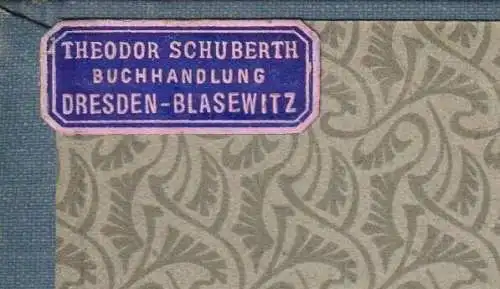 THEODOR SCHUBERTH
BUCHHANDLUNG
DRESDEN-BLASEWITZ